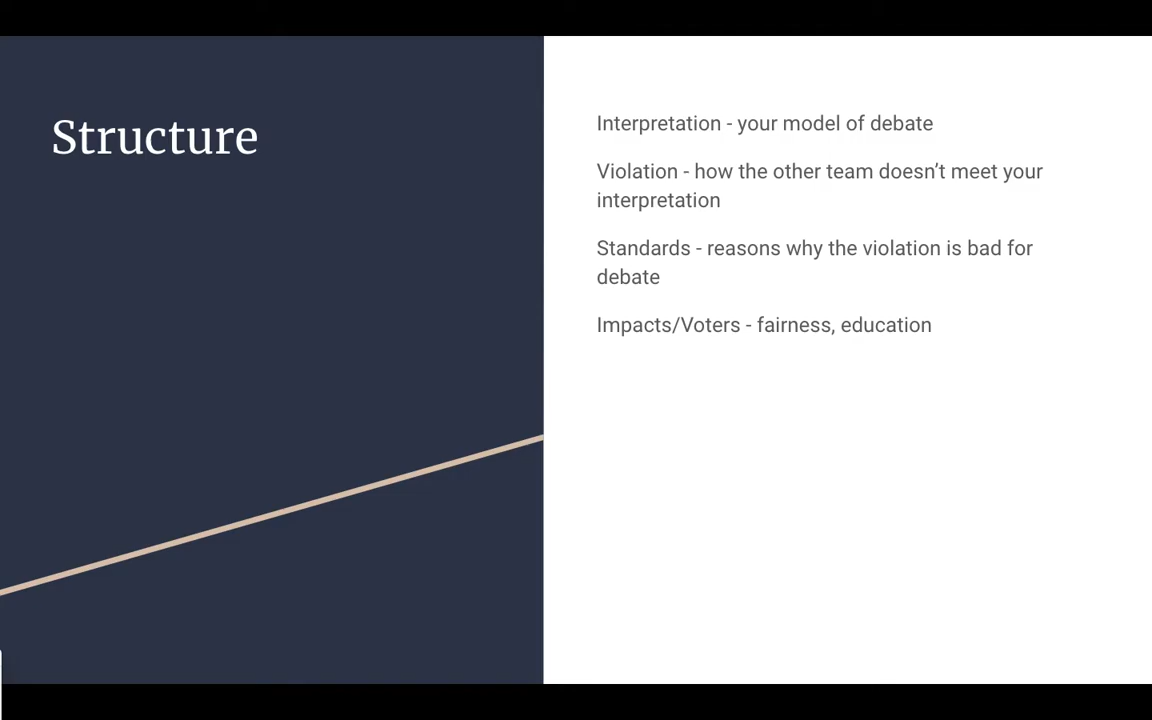 Structure
Interpretation - your model of debate
Violation - how the other team doesn’t meet your
interpretation
Standards - reasons why the violation is bad for
debate
Impacts/Voters - fairness, education